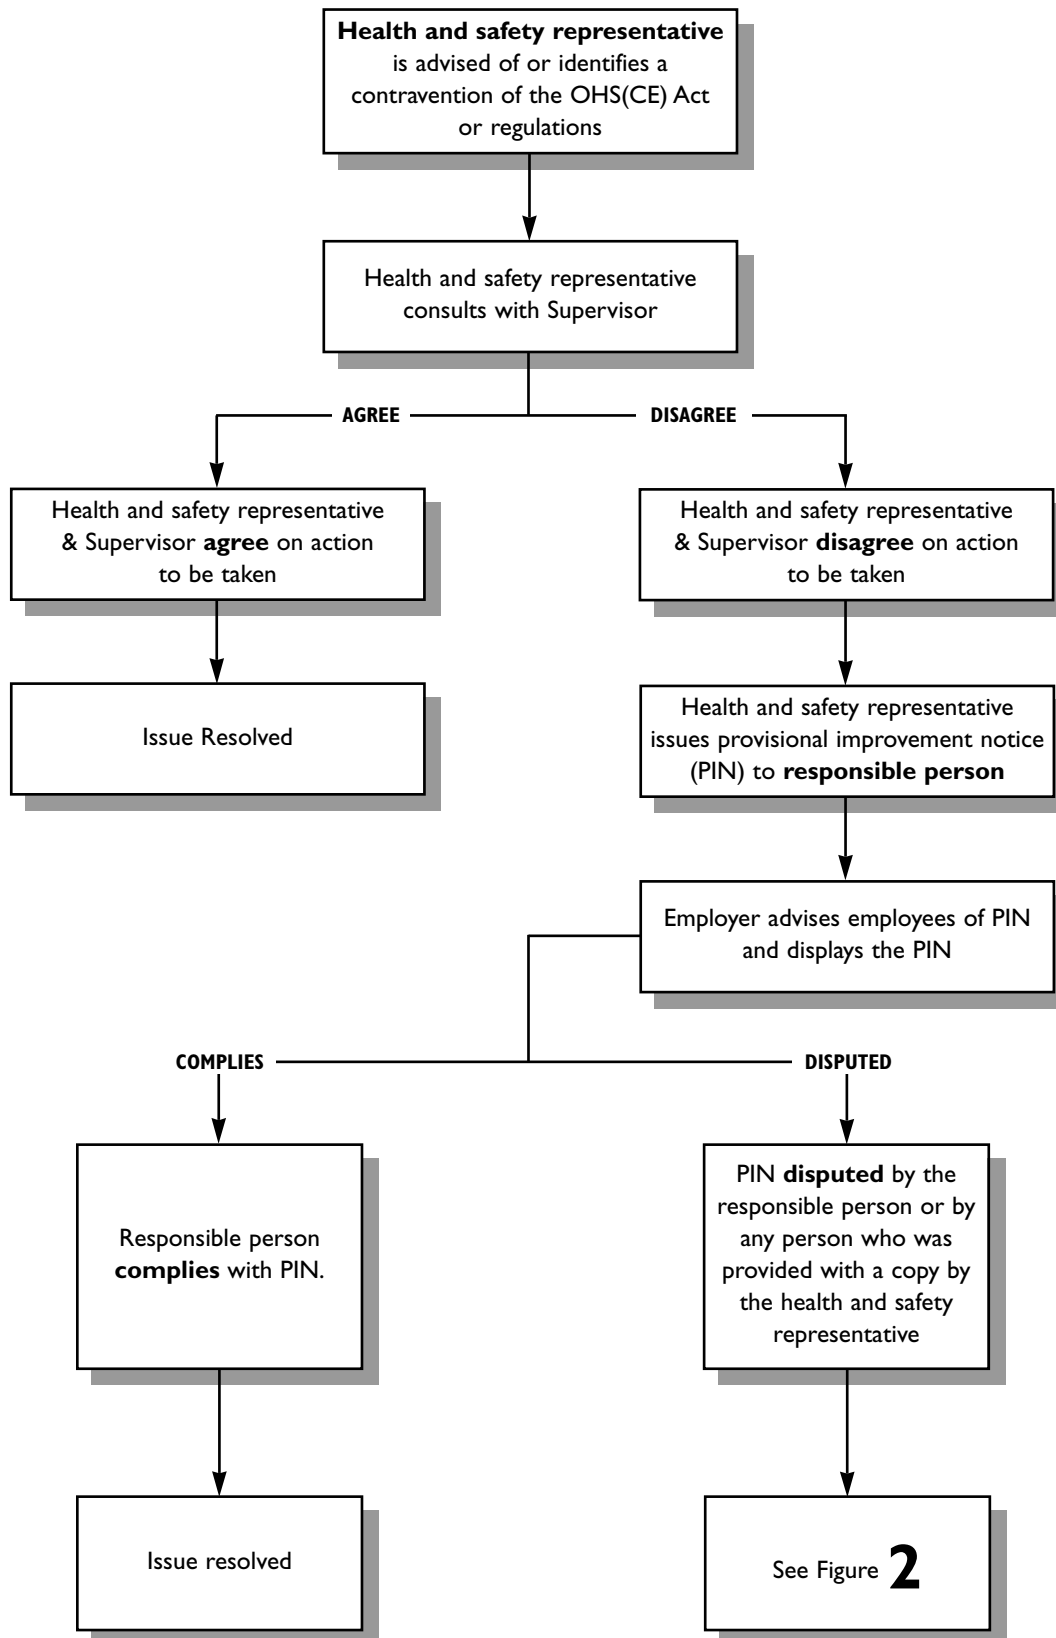 Health and safety representative
is advised of or identifies a
contravention of the OHS(CE) Act
or regulations
Health and safety representative
consults with Supervisor
AGREE
DISAGREE
Health and safety representative
& Supervisor agree on action
to be taken
Health and safety representative
& Supervisor disagree on action
to be taken
Issue Resolved
Health and safety representative
issues provisional improvement notice
(PIN) to responsible person
Employer advises employees of PIN
and displays the PIN
COMPLIES
DISPUTED
Responsible person
complies with PIN.
PIN disputed by the
responsible person or by
any person who was
provided with a copy by
the health and safety
representative
Issue resolved
See Figure 2